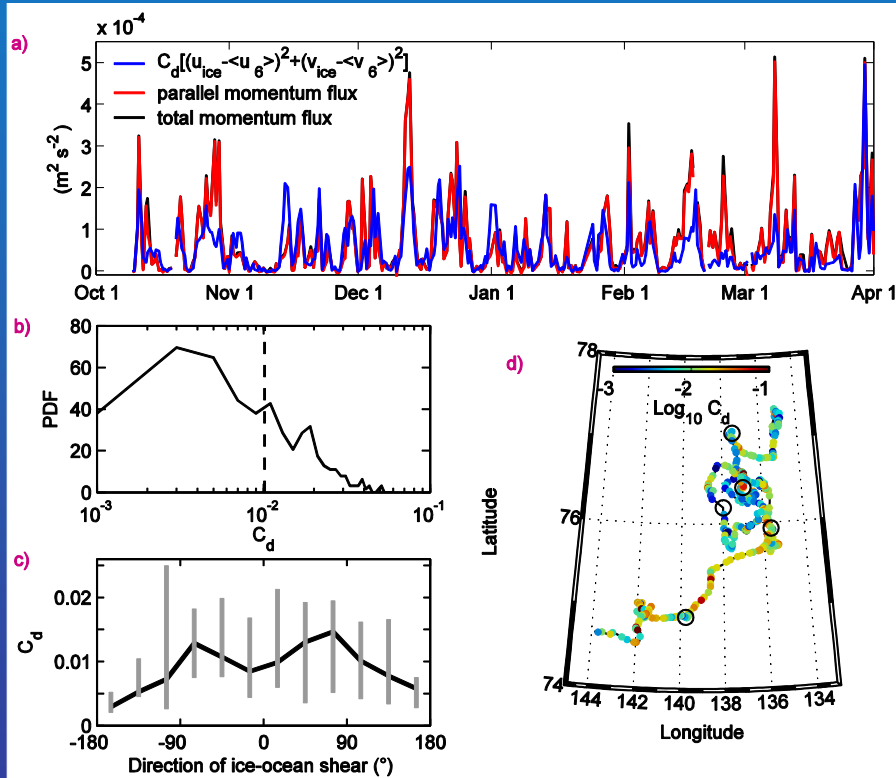 a)
x 10⁻⁴
5
4
3
2
1
0
(m² s⁻²)
C_d[(u_ice-<u_6>)²+(v_ice-<v_6>)²]
parallel momentum flux
total momentum flux
Oct 1 Nov 1 Dec 1 Jan 1 Feb 1 Mar 1 Apr 1
b)
80
60
40
20
0
PDF
10⁻³ 10⁻² 10⁻¹
C_d
c)
0.02
0.01
0
C_d
-180 -90 0 90 180
Direction of ice-ocean shear (°)
d)
78
76
74
Latitude
-3 -2 -1
Log₁₀ C_d
144 142 140 138 136 134
Longitude